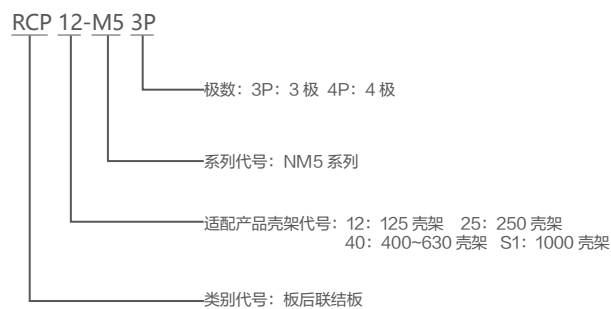 RCP 12-M5 3P
极数：3P：3 极 4P：4 极
系列代号：NM5 系列
适配产品壳架代号：12：125 壳架 25：250 壳架
40：400~630 壳架 S1：1000 壳架
类别代号：板后联结板